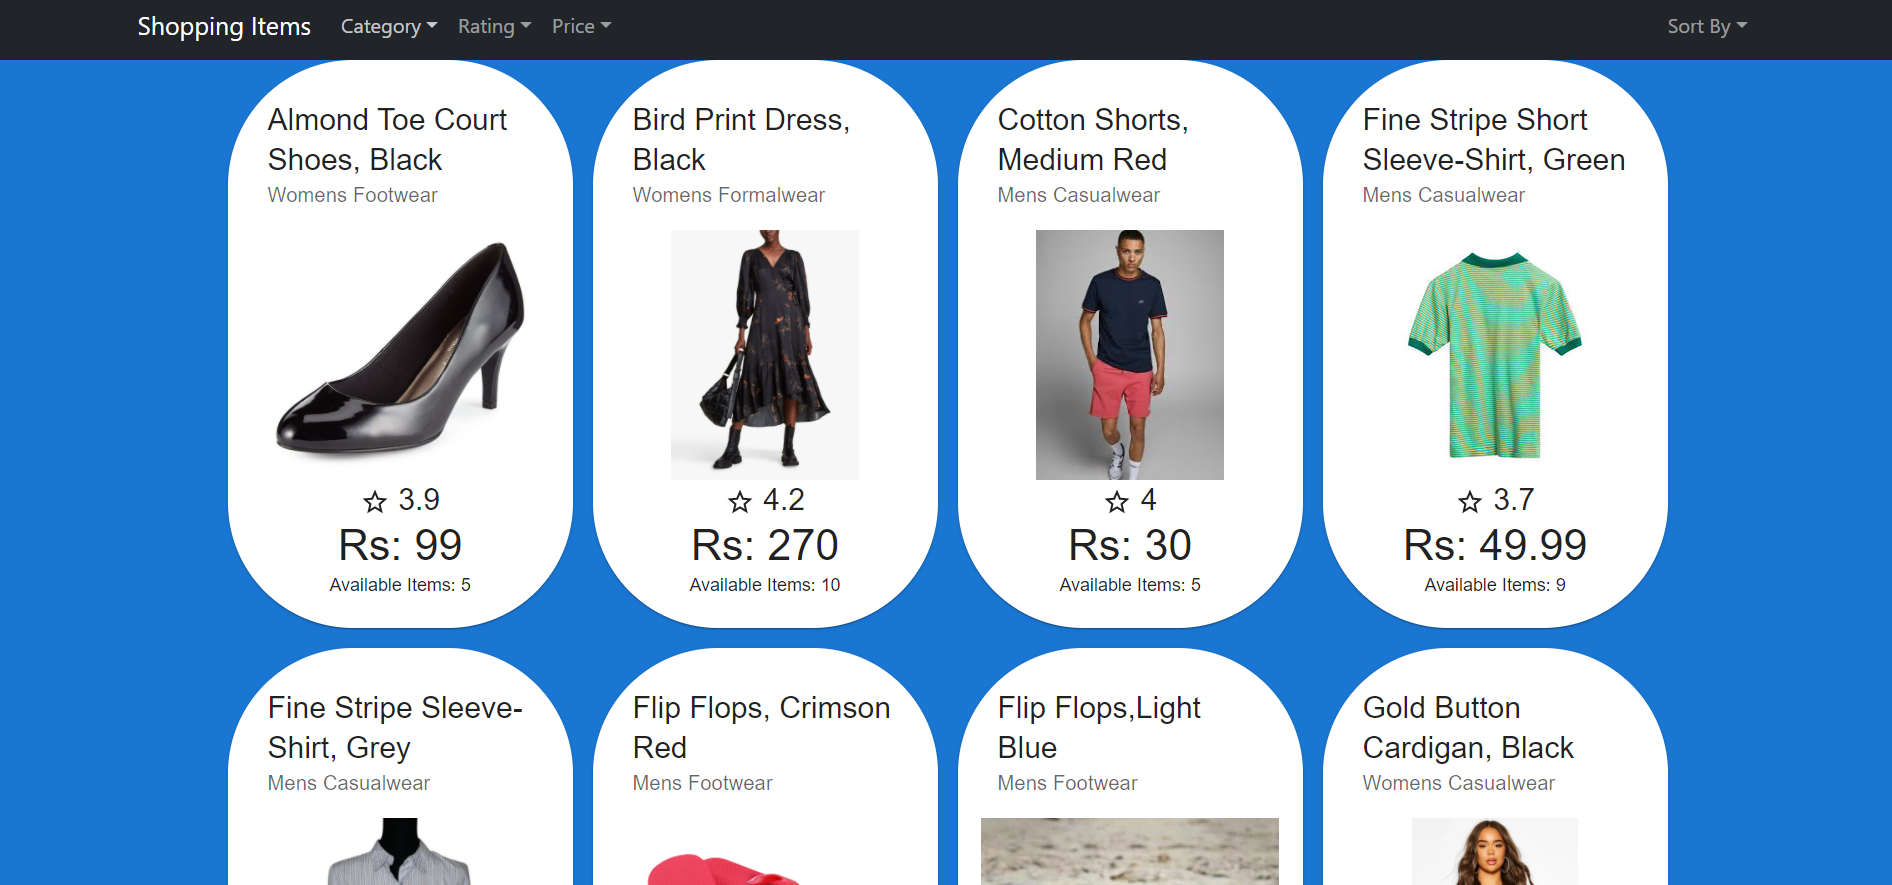 Shopping Items Category Rating Price Sort By
Almond Toe Court
Shoes, Black
Womens Footwear
3.9
Rs: 99
Available Items: 5
Bird Print Dress,
Black
Womens Formalwear
4.2
Rs: 270
Available Items: 10
Cotton Shorts,
Medium Red
Mens Casualwear
4
Rs: 30
Available Items: 5
Fine Stripe Short
Sleeve-Shirt, Green
Mens Casualwear
3.7
Rs: 49.99
Available Items: 9
Fine Stripe Sleeve-
Shirt, Grey
Mens Casualwear
Flip Flops, Crimson
Red
Mens Footwear
Flip Flops,Light
Blue
Mens Footwear
Gold Button
Cardigan, Black
Womens Casualwear